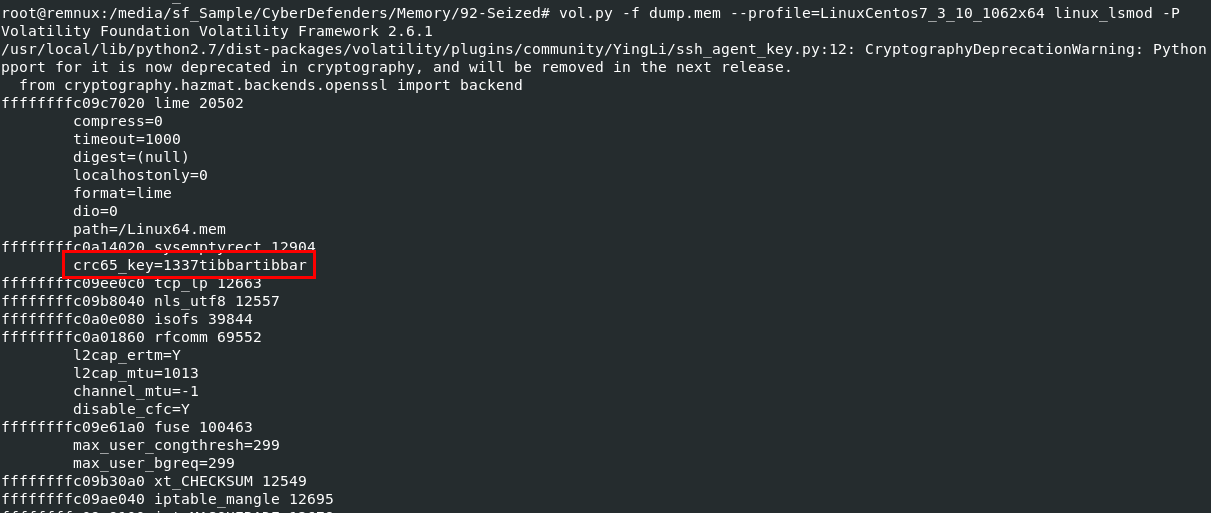 root@remnux:/media/sf_Sample/CyberDefenders/Memory/92-Seized# vol.py -f dump.mem --profile=LinuxCentos7_3_10_1062x64 linux_lsmod -P
Volatility Foundation Volatility Framework 2.6.1
/usr/local/lib/python2.7/dist-packages/volatility/plugins/community/YingLi/ssh_agent_key.py:12: CryptographyDeprecationWarning: Python
pport for it is now deprecated in cryptography, and will be removed in the next release.
  from cryptography.hazmat.backends.openssl import backend
ffffffffc09c7020 lime 20502
        compress=0
        timeout=1000
        digest=(null)
        localhostonly=0
        format=lime
        dio=0
        path=/Linux64.mem
ffffffffc0a14020 sysemptyrect 12904
        crc65_key=1337tibbartibbar
ffffffffc09ee0c0 tcp_lp 12663
ffffffffc09b8040 nls_utf8 12557
ffffffffc0a0e080 isofs 39844
ffffffffc0a01860 rfcomm 69552
        l2cap_ertm=Y
        l2cap_mtu=1013
        channel_mtu=-1
        disable_cfc=Y
ffffffffc09e61a0 fuse 100463
        max_user_congthresh=299
        max_user_bgreq=299
ffffffffc09b30a0 xt_CHECKSUM 12549
ffffffffc09ae040 iptable_mangle 12695